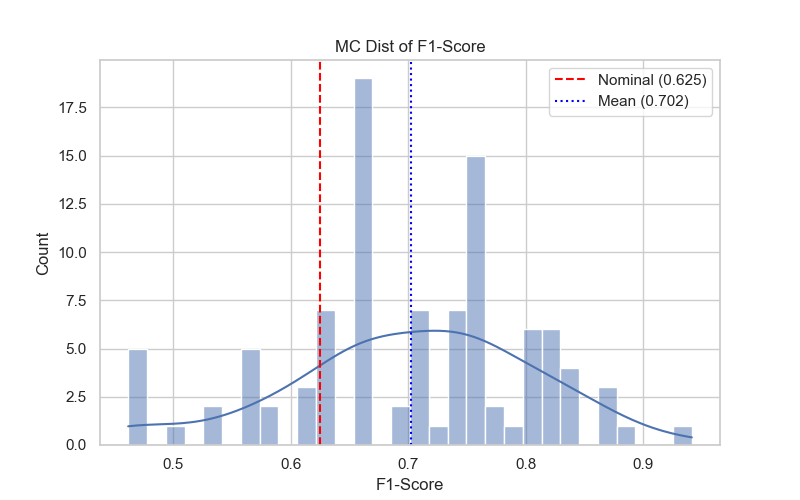 MC Dist of F1-Score
Nominal (0.625)
Mean (0.702)
Count
17.5
15.0
12.5
10.0
7.5
5.0
2.5
0.0
0.5 0.6 0.7 0.8 0.9
F1-Score